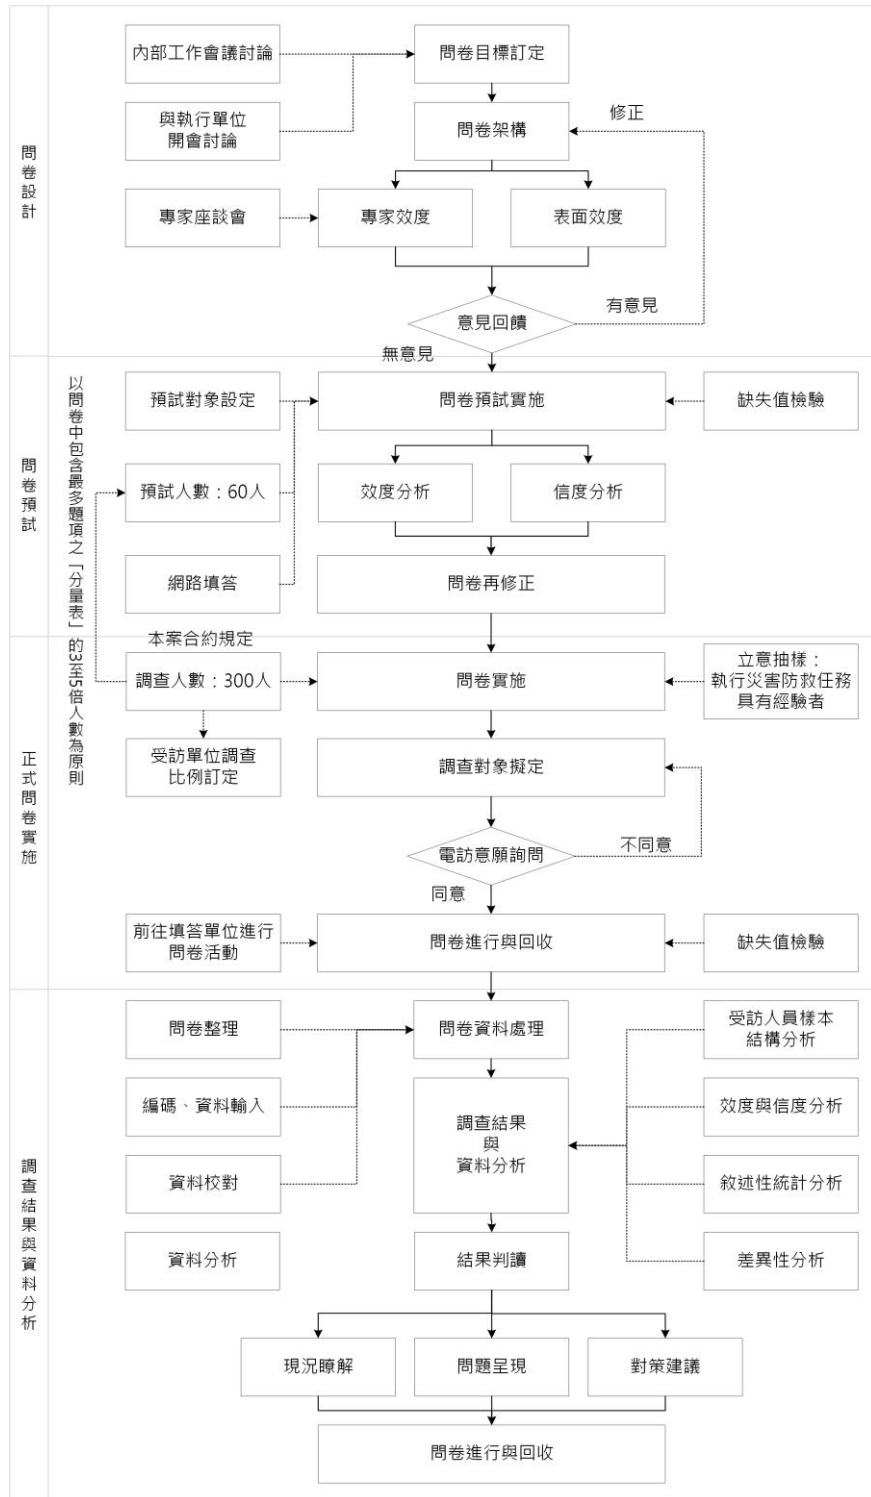 問卷設計
內部工作會議討論
問卷目標訂定
與執行單位
開會討論
問卷架構
修正
專家座談會
專家效度
表面效度
意見回饋
有意見
無意見
問卷預試
以問卷中包含最多題項之「分量表」的3至5倍人數為原則
預試對象設定
問卷預試實施
缺失值檢驗
預試人數：60人
效度分析
信度分析
網路填答
問卷再修正
正式問卷實施
本案合約規定
調查人數：300人
問卷實施
立意抽樣：
執行災害防救任務
具有經驗者
受訪單位調查
比例訂定
調查對象擬定
電訪意願詢問
不同意
同意
前往填答單位進行
問卷活動
問卷進行與回收
缺失值檢驗
調查結果與資料分析
問卷整理
問卷資料處理
受訪人員樣本
結構分析
編碼、資料輸入
調查結果
與
資料分析
效度與信度分析
資料校對
敘述性統計分析
資料分析
結果判讀
差異性分析
現況瞭解
問題呈現
對策建議
問卷進行與回收